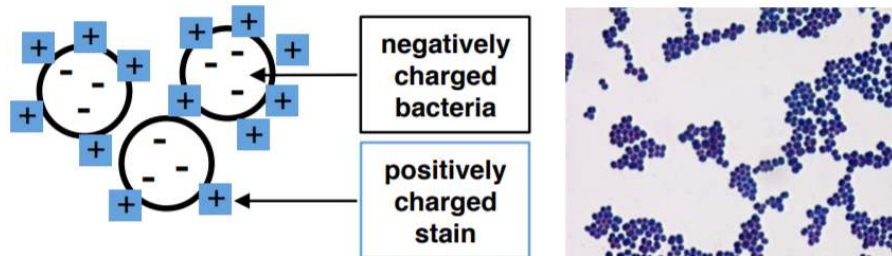 negatively
charged
bacteria
positively
charged
stain